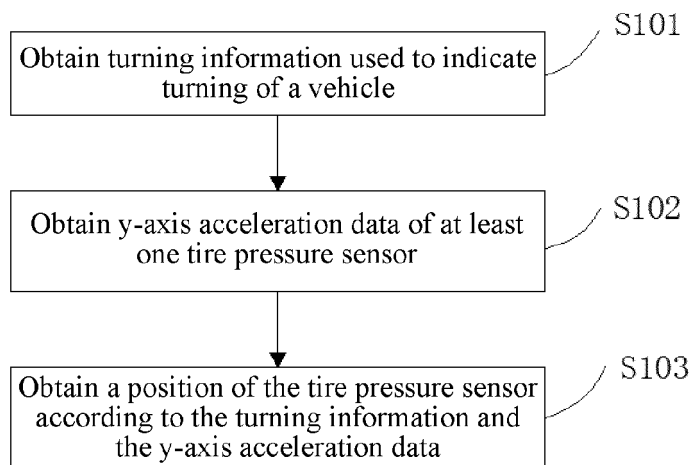 S101
Obtain turning information used to indicate
turning of a vehicle
S102
Obtain y-axis acceleration data of at least
one tire pressure sensor
S103
Obtain a position of the tire pressure sensor
according to the turning information and
the y-axis acceleration data